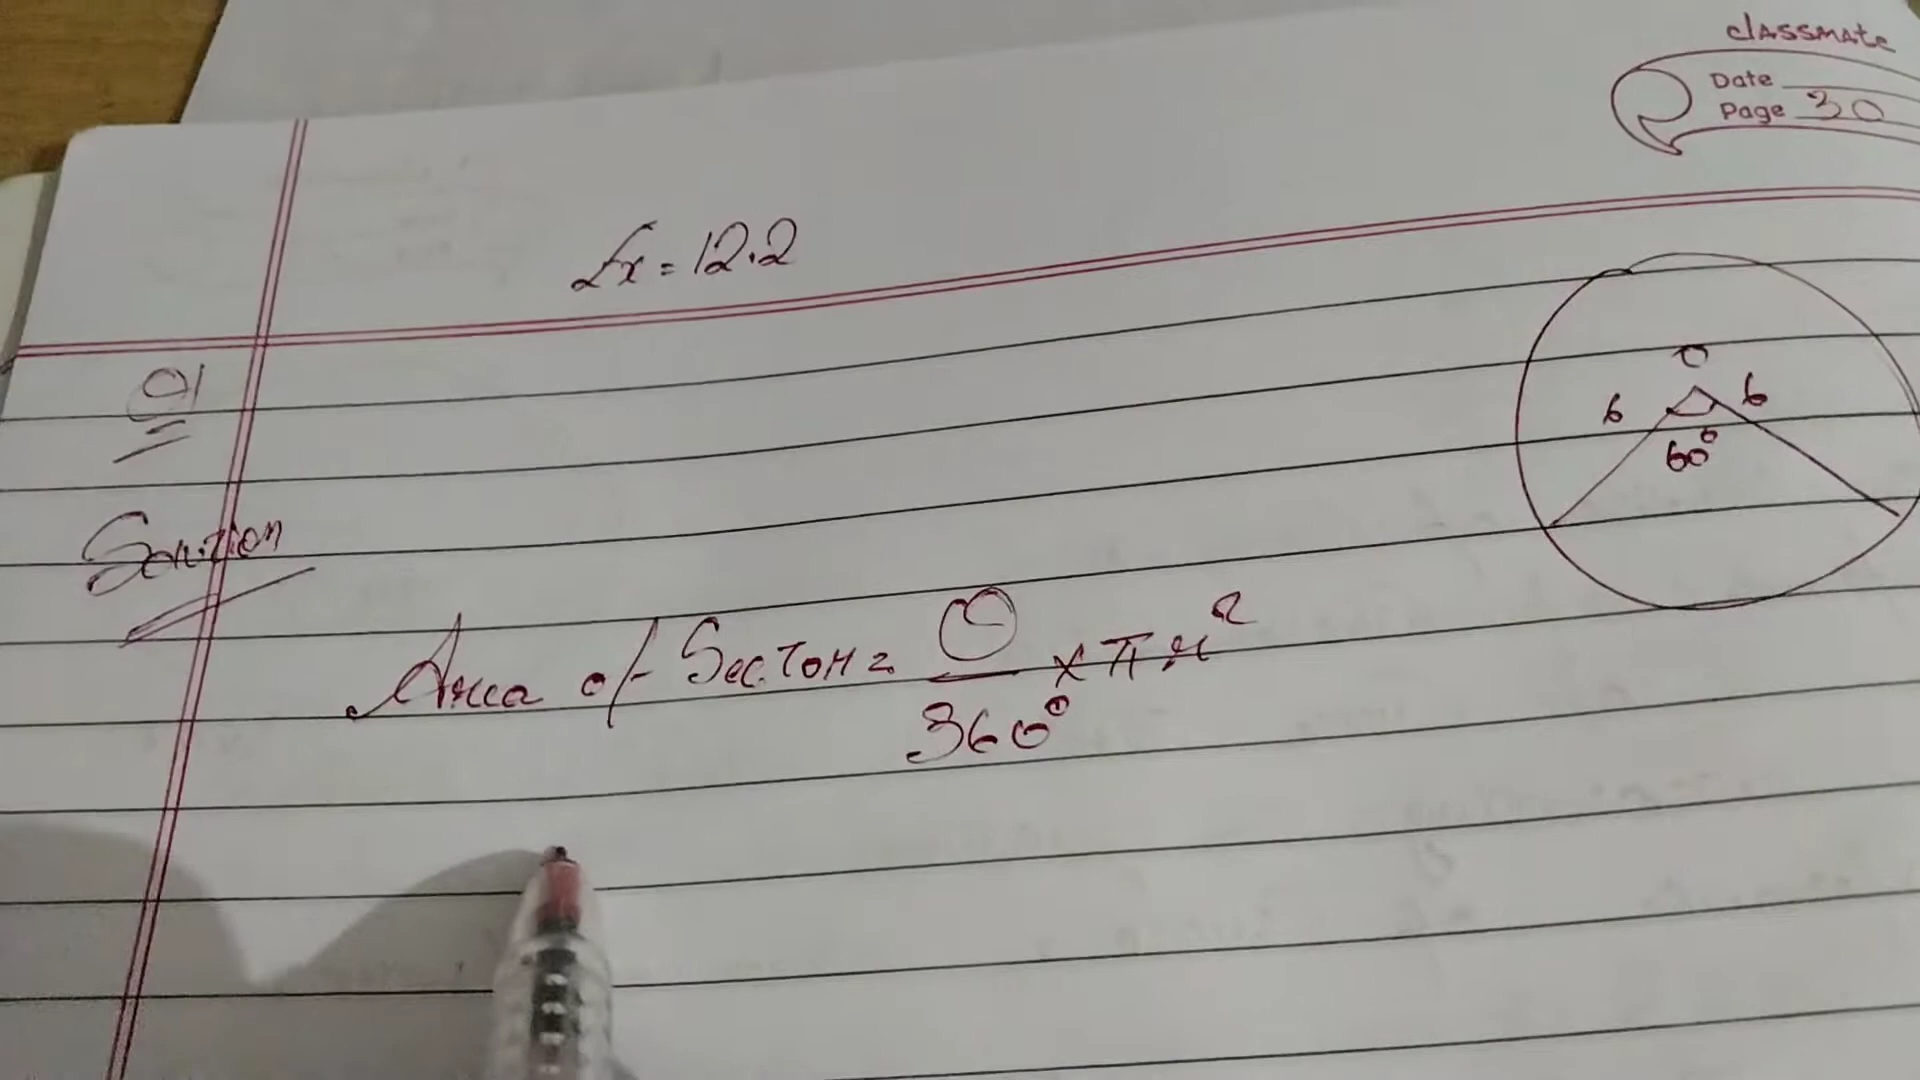 classmate
Date
Page 30
Ex = 12.2
Q1
O
6 6
60°
Solution
Area of Sector = θ/360° × πr²